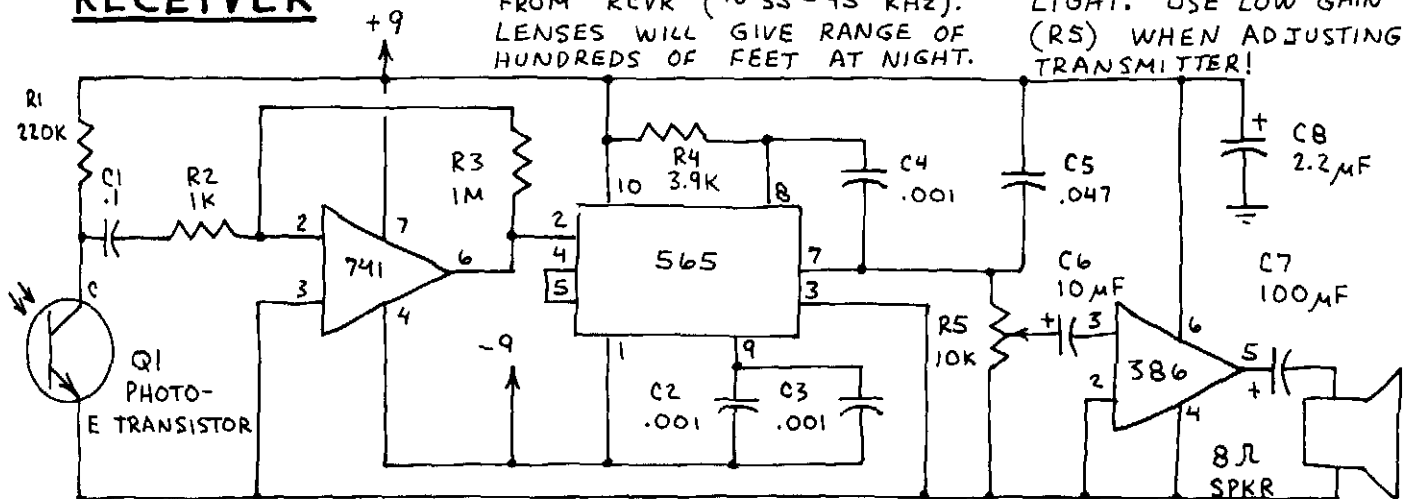 RECEIVER
FROM RCVR (≈ 35-45 KHz).
LENSES WILL GIVE RANGE OF
HUNDREDS OF FEET AT NIGHT.
LIGHT. USE LOW GAIN
(R5) WHEN ADJUSTING
TRANSMITTER!
+9
R1
220K
C1
.1
R2
1K
R3
1M
2
3
7
741
6
4
C
Q1
PHOTO-
E TRANSISTOR
-9
10
R4
3.9K
8
2
4
5
565
7
3
1
9
C2
.001
C3
.001
C4
.001
C5
.047
+
C8
2.2µF
R5
10K
C6
10µF
+
3
2
386
6
5
4
C7
100µF
+
8Ω
SPKR